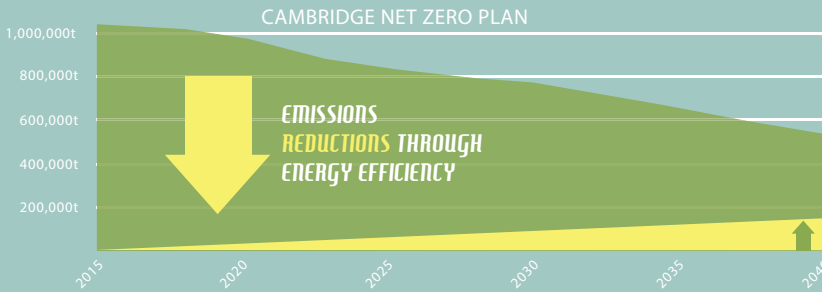 CAMBRIDGE NET ZERO PLAN
1,000,000t
800,000t
600,000t
400,000t
200,000t
EMISSIONS
REDUCTIONS THROUGH
ENERGY EFFICIENCY
2015
2020
2025
2030
2035